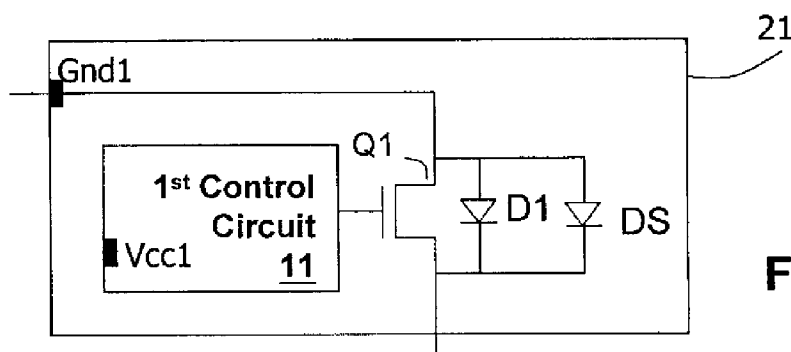 21
Gnd1
Q1
1st Control
Circuit
D1
DS
Vcc1
11
F